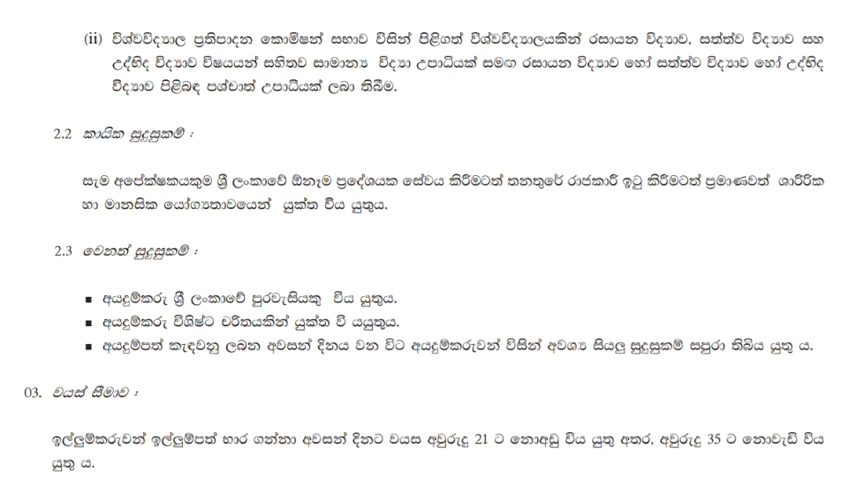 (ii) විශ්වවිද්‍යාල ප්‍රතිපාදන කොමිෂන් සභාව විසින් පිළිගත් විශ්වවිද්‍යාලයකින් රසායන විද්‍යාව, සත්ත්ව විද්‍යාව සහ
උද්භිද විද්‍යාව විෂයයන් සහිතව සාමාන්‍ය විද්‍යා උපාධියක් සමඟ රසායන විද්‍යාව හෝ සත්ත්ව විද්‍යාව හෝ උද්භිද
විද්‍යාව පිළිබඳ පශ්චාත් උපාධියක් ලබා තිබීම.
2.2 කායික සුදුසුකම් :
සැම අපේක්ෂකයකුම ශ්‍රී ලංකාවේ ඕනෑම ප්‍රදේශයක සේවය කිරීමටත් තනතුරේ රාජකාරි ඉටු කිරීමටත් ප්‍රමාණවත් ශාරීරික
හා මානසික යෝග්‍යතාවයෙන් යුක්ත විය යුතුය.
2.3 වෙනත් සුදුසුකම් :
▪ අයදුම්කරු ශ්‍රී ලංකාවේ පුරවැසියකු විය යුතුය.
▪ අයදුම්කරු විශිෂ්ට චරිතයකින් යුක්ත වි යයුතුය.
▪ අයදුම්පත් කැඳවනු ලබන අවසන් දිනය වන විට අයදුම්කරුවන් විසින් අවශ්‍ය සියලු සුදුසුකම් සපුරා තිබිය යුතු ය.
03. වයස් සීමාව :
ඉල්ලුම්කරුවන් ඉල්ලුම්පත් භාර ගන්නා අවසන් දිනට වයස අවුරුදු 21 ට නොඅඩු විය යුතු අතර, අවුරුදු 35 ට නොවැඩි විය
යුතු ය.